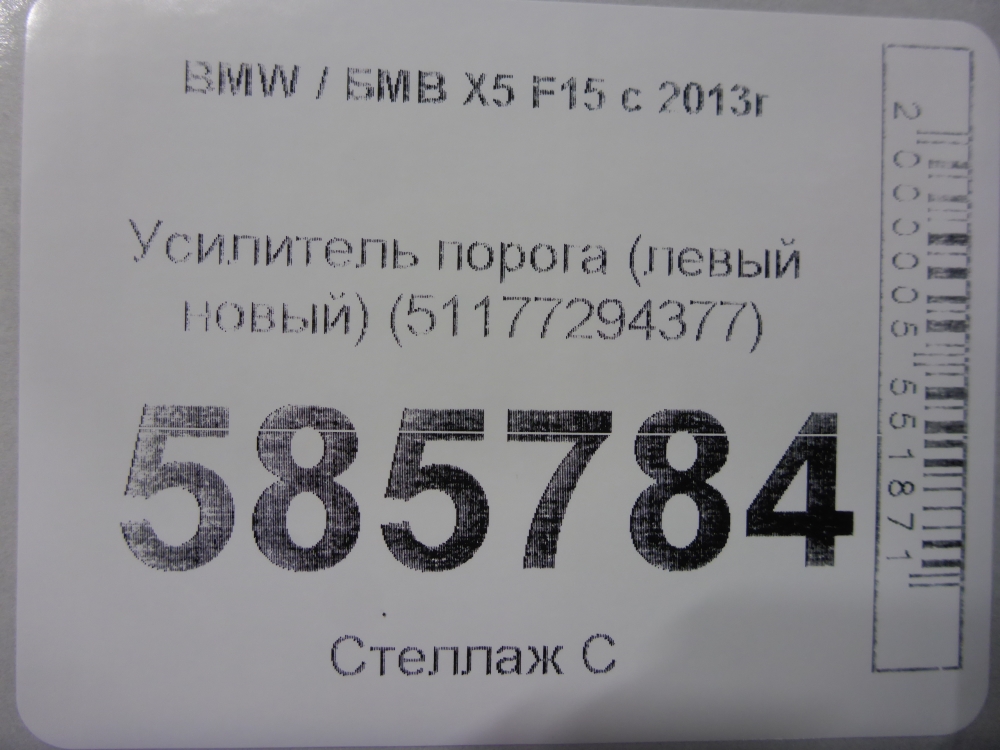 BMW / БМВ X5 F15 с 2013г
Усилитель порога (левый
новый) (51177294377)
585784
Стеллаж С
2000005551871